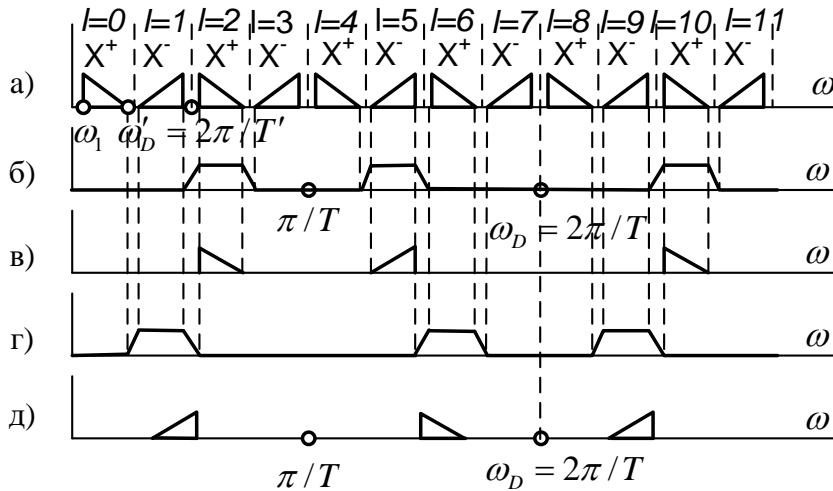 l=0 l=1 l=2 l=3 l=4 l=5 l=6 l=7 l=8 l=9 l=10 l=11
X⁺ X⁻ X⁺ X⁻ X⁺ X⁻ X⁺ X⁻ X⁺ X⁻ X⁺ X⁻
а) ω
ω₁ ω′_D = 2π/T′
б) ω
π/T ω_D = 2π/T
в) ω
г) ω
д) ω
π/T ω_D = 2π/T